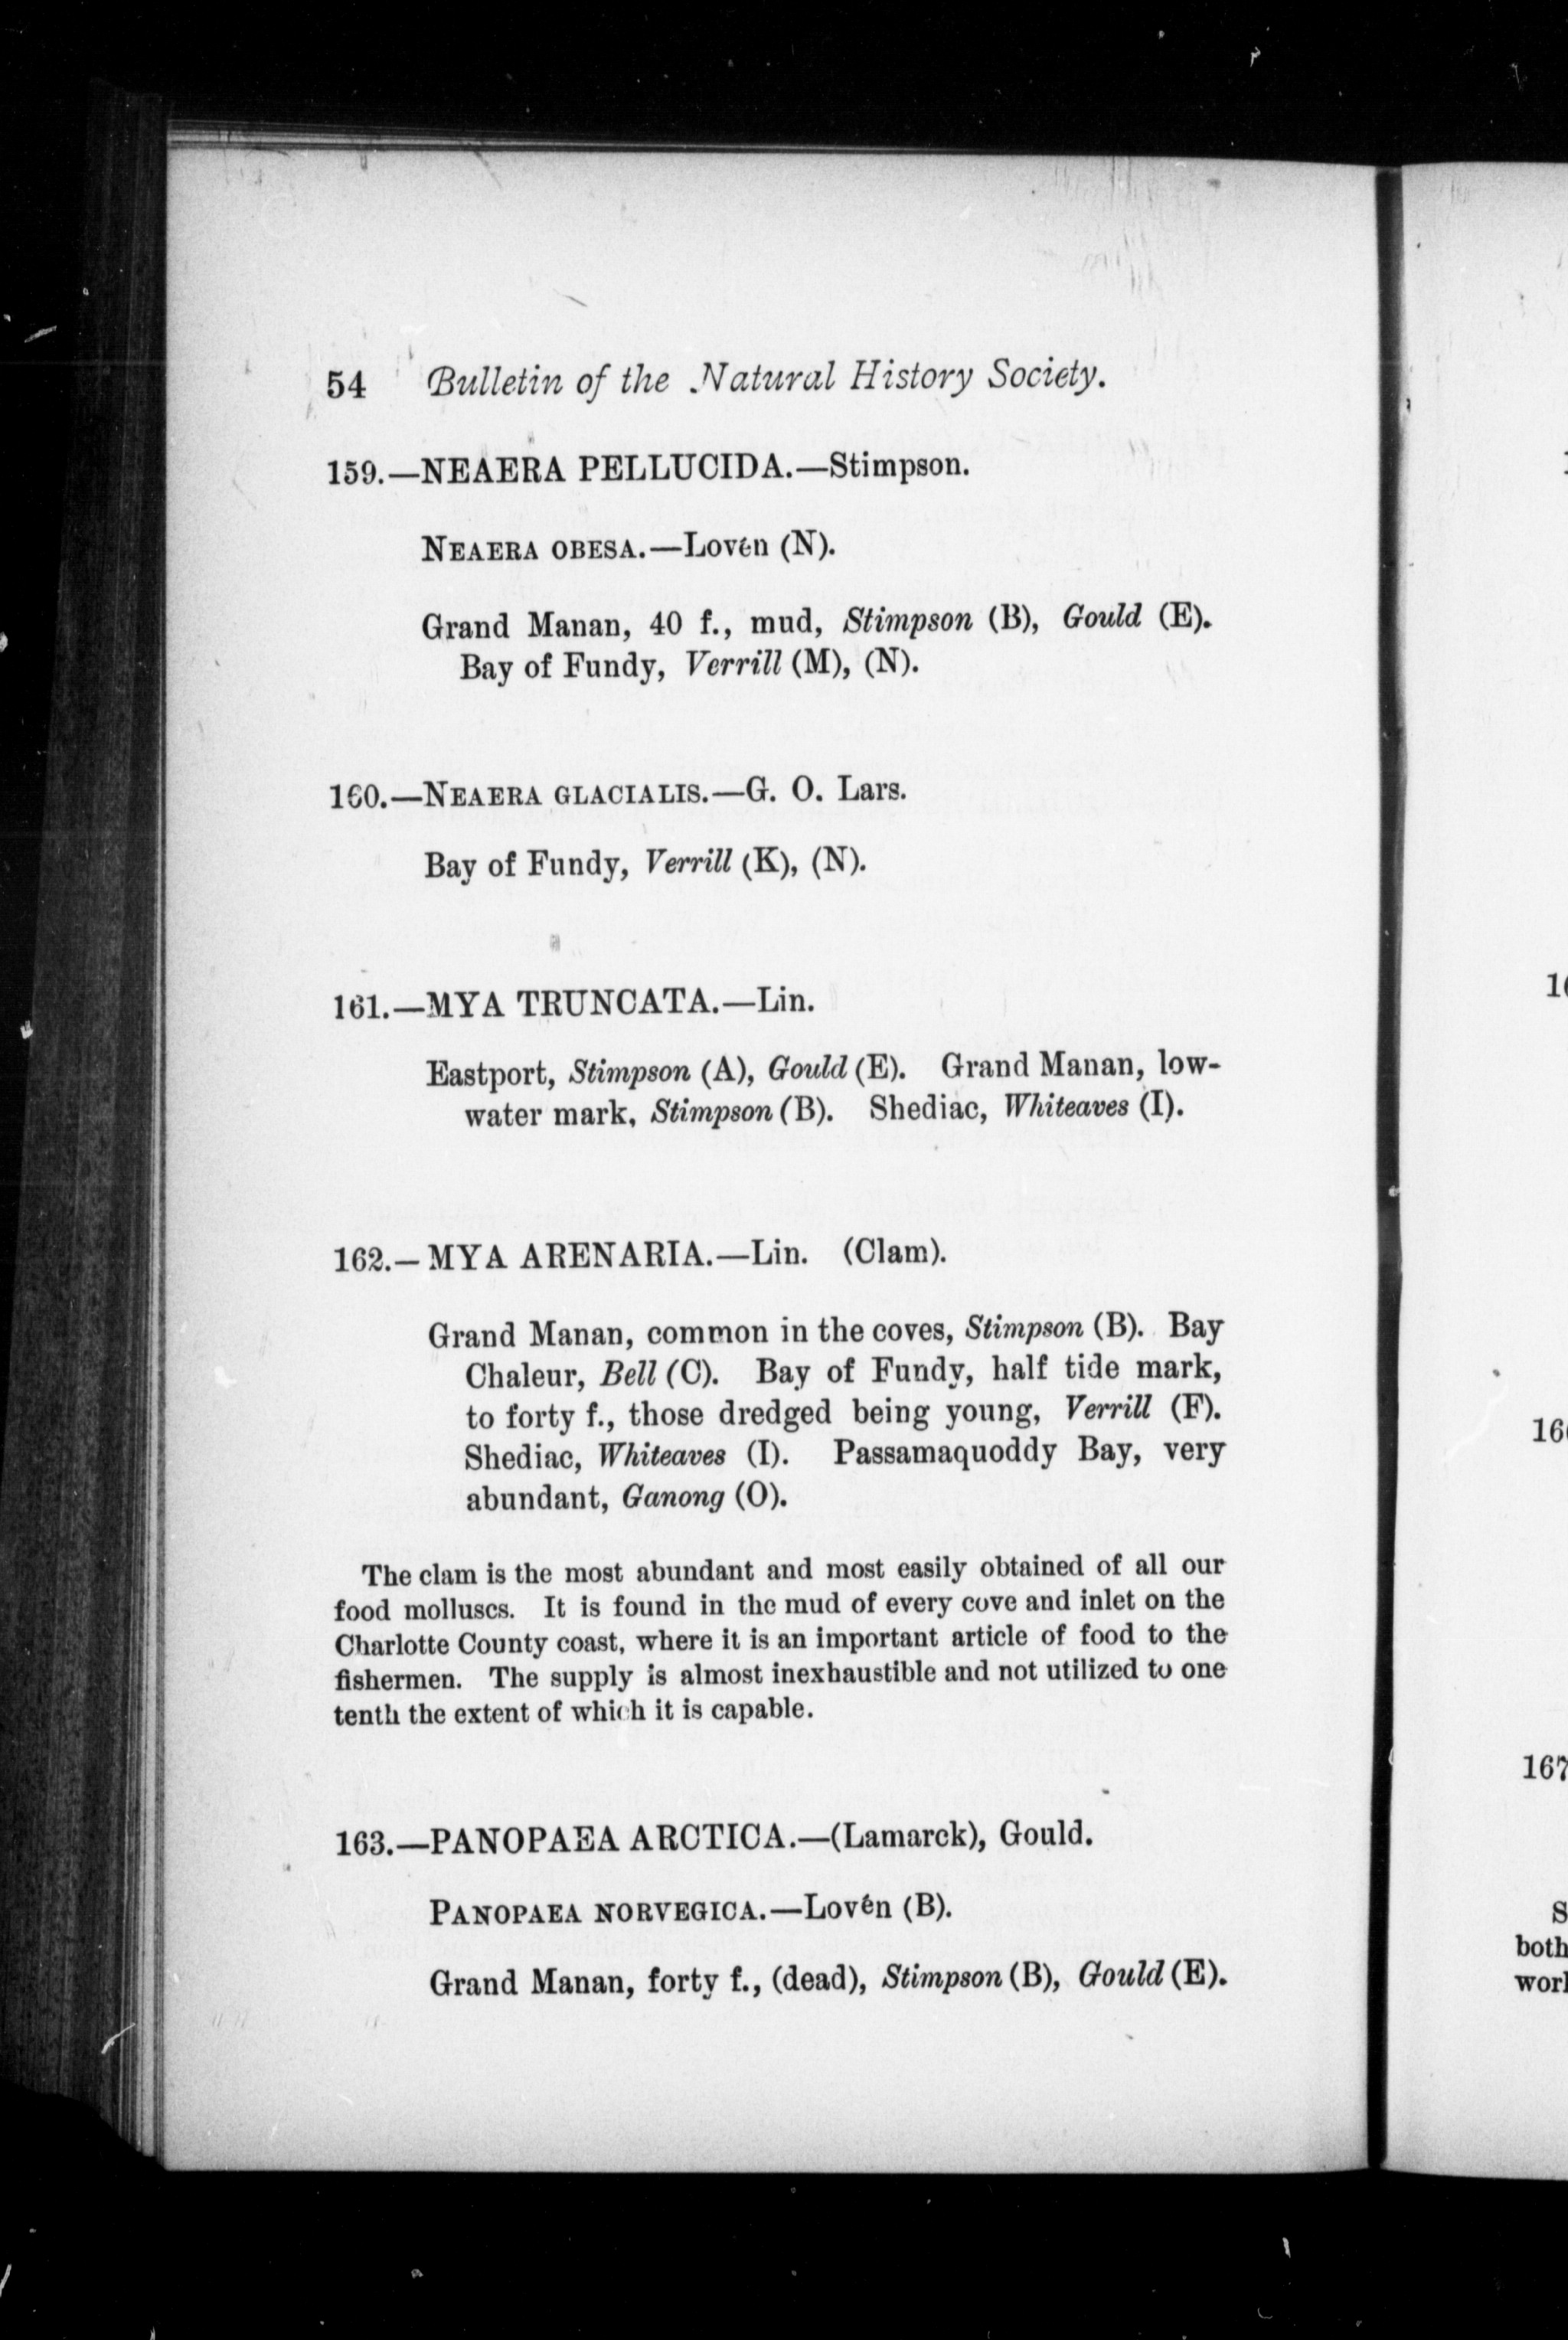 54 Bulletin of the Natural History Society.
159.—NEAERA PELLUCIDA.—Stimpson.
NEAERA OBESA.—Lovén (N).
Grand Manan, 40 f., mud, Stimpson (B), Gould (E).
Bay of Fundy, Verrill (M), (N).
160.—NEAERA GLACIALIS.—G. O. Lars.
Bay of Fundy, Verrill (K), (N).
161.—MYA TRUNCATA.—Lin.
Eastport, Stimpson (A), Gould (E). Grand Manan, low-
water mark, Stimpson (B). Shediac, Whiteaves (I).
162.—MYA ARENARIA.—Lin. (Clam).
Grand Manan, common in the coves, Stimpson (B). Bay
Chaleur, Bell (C). Bay of Fundy, half tide mark,
to forty f., those dredged being young, Verrill (F).
Shediac, Whiteaves (I). Passamaquoddy Bay, very
abundant, Ganong (O).
The clam is the most abundant and most easily obtained of all our
food molluscs. It is found in the mud of every cove and inlet on the
Charlotte County coast, where it is an important article of food to the
fishermen. The supply is almost inexhaustible and not utilized to one
tenth the extent of which it is capable.
163.—PANOPAEA ARCTICA.—(Lamarck), Gould.
PANOPAEA NORVEGICA.—Lovén (B).
Grand Manan, forty f., (dead), Stimpson (B), Gould (E).
167
both